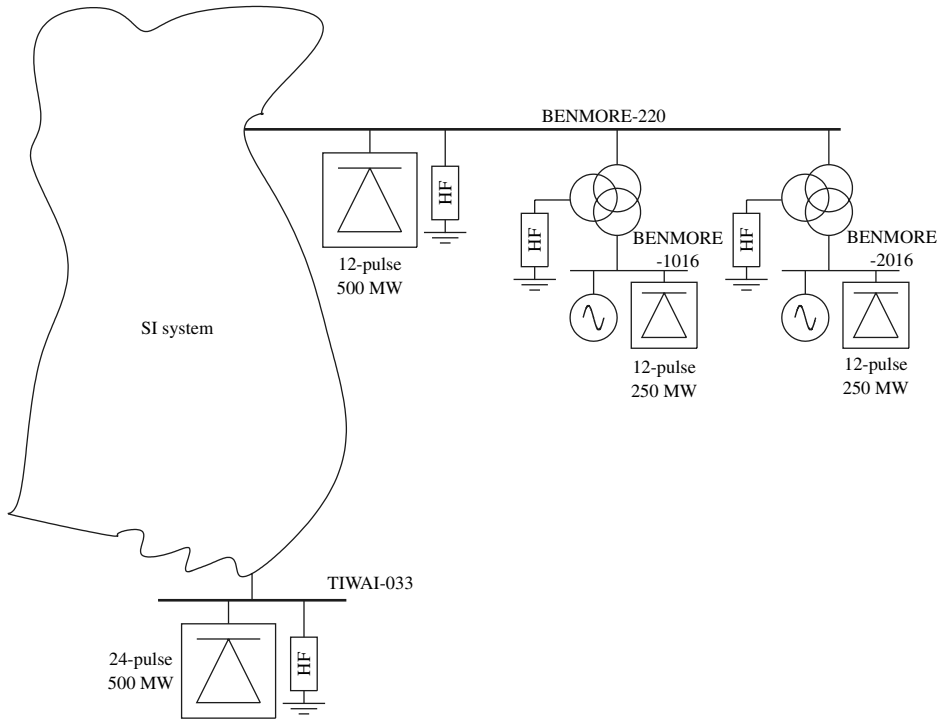 BENMORE-220
HF
12-pulse
500 MW
HF
BENMORE
-1016
12-pulse
250 MW
HF
BENMORE
-2016
12-pulse
250 MW
SI system
TIWAI-033
24-pulse
500 MW
HF